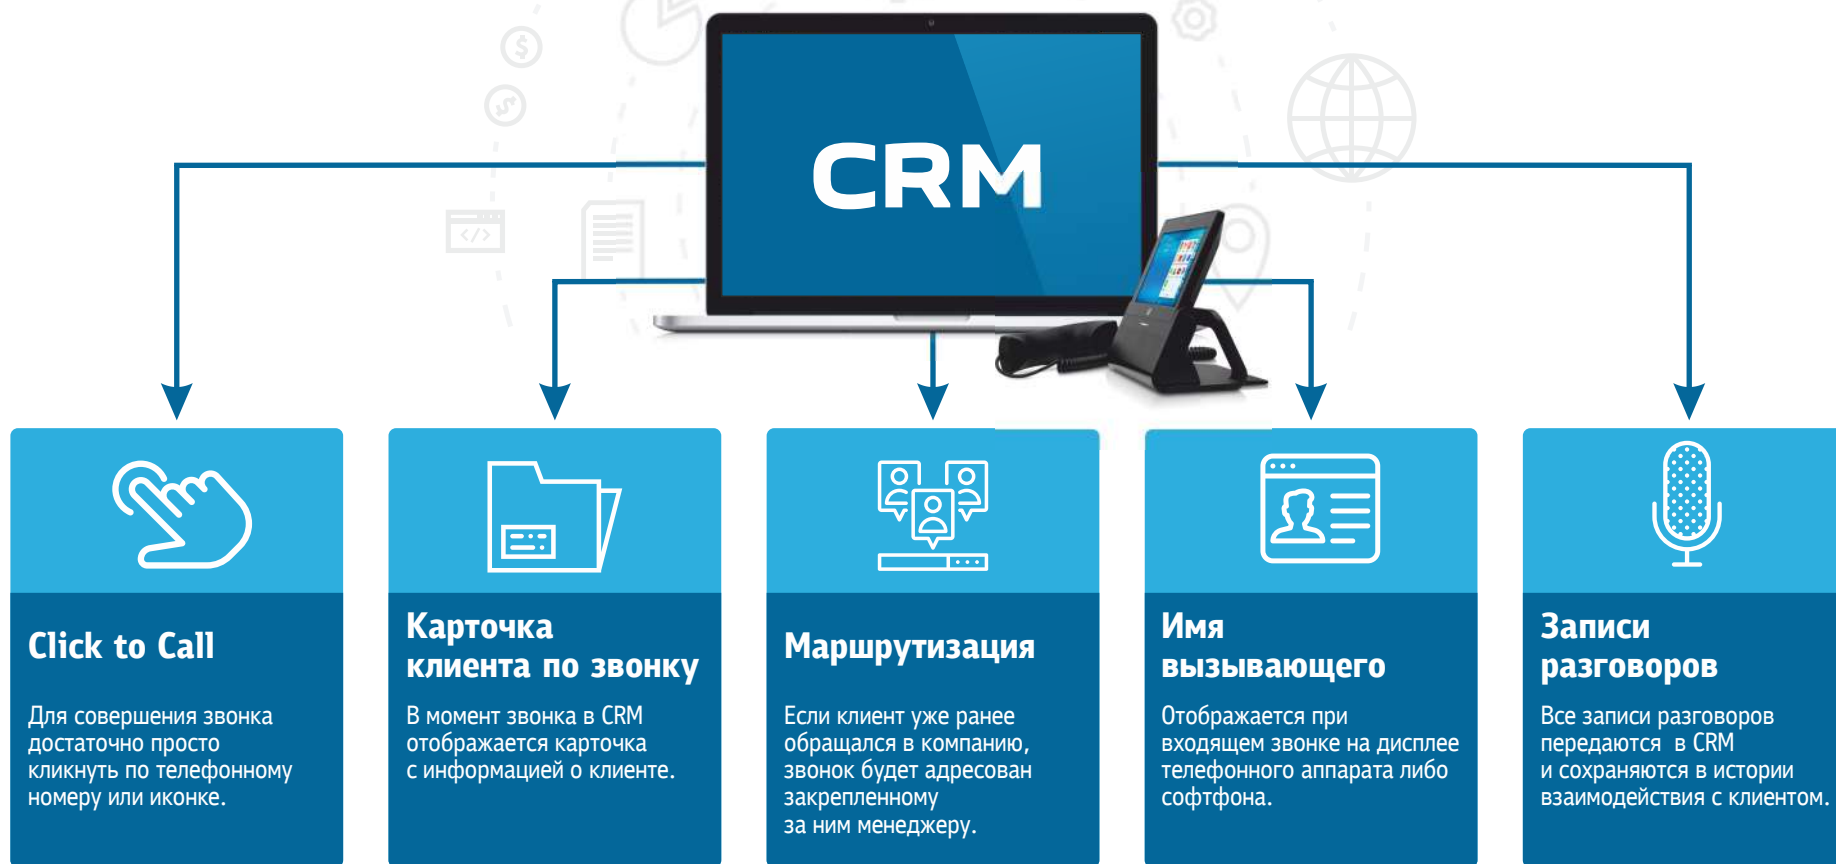 CRM
Click to Call
Для совершения звонка
достаточно просто
кликнуть по телефонному
номеру или иконке.
Карточка
клиента по звонку
В момент звонка в CRM
отображается карточка
с информацией о клиенте.
Маршрутизация
Если клиент уже ранее
обращался в компанию,
звонок будет адресован
закрепленному
за ним менеджеру.
Имя
вызывающего
Отображается при
входящем звонке на дисплее
телефонного аппарата либо
софтфона.
Записи
разговоров
Все записи разговоров
передаются в CRM
и сохраняются в истории
взаимодействия с клиентом.